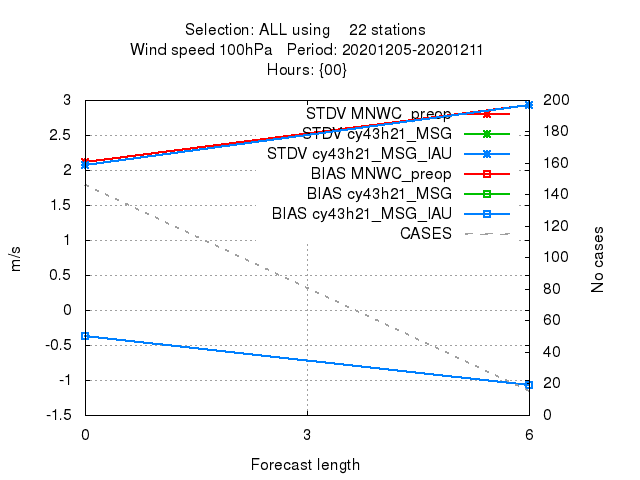 Selection: ALL using 22 stations
Wind speed 100hPa Period: 20201205-20201211
Hours: {00}
3
2.5
2
1.5
1
0.5
0
-0.5
-1
-1.5
m/s
200
180
160
140
120
100
80
60
40
20
0
No cases
STDV MNWC_preop
STDV cy43h21_MSG
STDV cy43h21_MSG_IAU
BIAS MNWC_preop
BIAS cy43h21_MSG
BIAS cy43h21_MSG_IAU
CASES
0
3
6
Forecast length